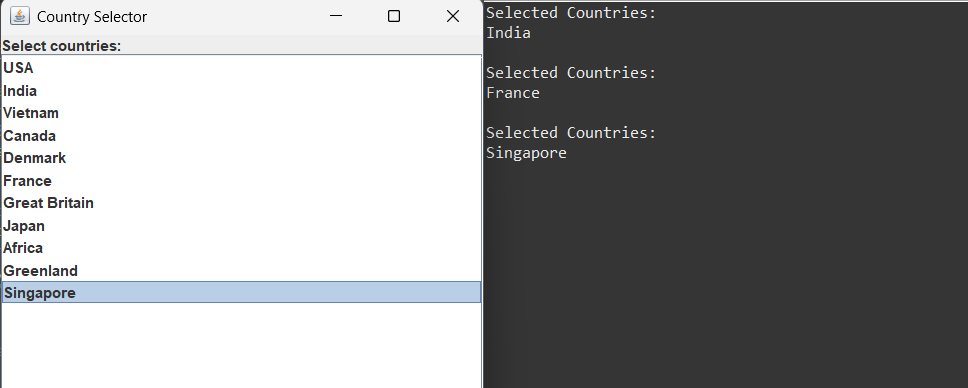 Country Selector
Select countries:
USA
India
Vietnam
Canada
Denmark
France
Great Britain
Japan
Africa
Greenland
Singapore
Selected Countries:
India
Selected Countries:
France
Selected Countries:
Singapore